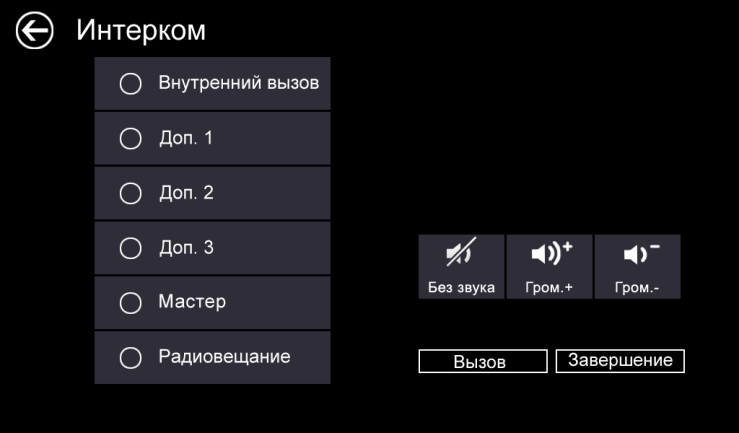 Интерком
Внутренний вызов
Доп. 1
Доп. 2
Доп. 3
Мастер
Радиовещание
Без звука
Гром.+
Гром.-
Вызов
Завершение